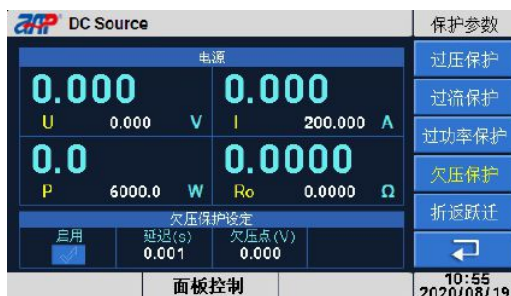 ZAP DC Source
保护参数
电源
0.000
0.000
U 0.000 V
I 200.000 A
0.0
0.0000
P 6000.0 W
Ro 0.0000 Ω
欠压保护设定
启用
延迟(s)
欠压点(V)
0.001
0.000
过压保护
过流保护
过功率保护
欠压保护
折返跃迁
面板控制
10:55
2020/08/19